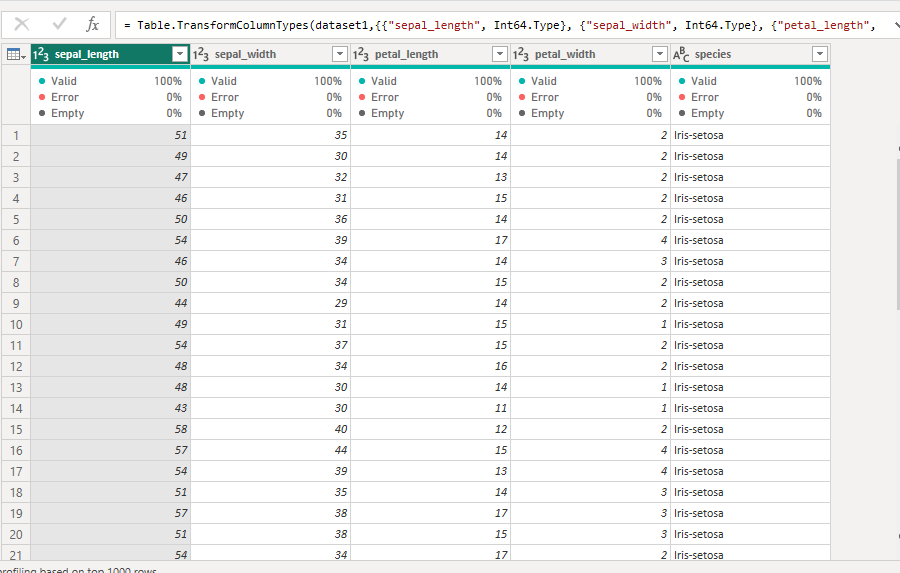 fx = Table.TransformColumnTypes(dataset1,{{"sepal_length", Int64.Type}, {"sepal_width", Int64.Type}, {"petal_length",
1²3 sepal_length 1²3 sepal_width 1²3 petal_length 1²3 petal_width ABC species
Valid 100% Valid 100% Valid 100% Valid 100% Valid 100%
Error 0% Error 0% Error 0% Error 0% Error 0%
Empty 0% Empty 0% Empty 0% Empty 0% Empty 0%
1 51 35 14 2 Iris-setosa
2 49 30 14 2 Iris-setosa
3 47 32 13 2 Iris-setosa
4 46 31 15 2 Iris-setosa
5 50 36 14 2 Iris-setosa
6 54 39 17 4 Iris-setosa
7 46 34 14 3 Iris-setosa
8 50 34 15 2 Iris-setosa
9 44 29 14 2 Iris-setosa
10 49 31 15 1 Iris-setosa
11 54 37 15 2 Iris-setosa
12 48 34 16 2 Iris-setosa
13 48 30 14 1 Iris-setosa
14 43 30 11 1 Iris-setosa
15 58 40 12 2 Iris-setosa
16 57 44 15 4 Iris-setosa
17 54 39 13 4 Iris-setosa
18 51 35 14 3 Iris-setosa
19 57 38 17 3 Iris-setosa
20 51 38 15 3 Iris-setosa
21 54 34 17 2 Iris-setosa
profiling based on top 1000 rows